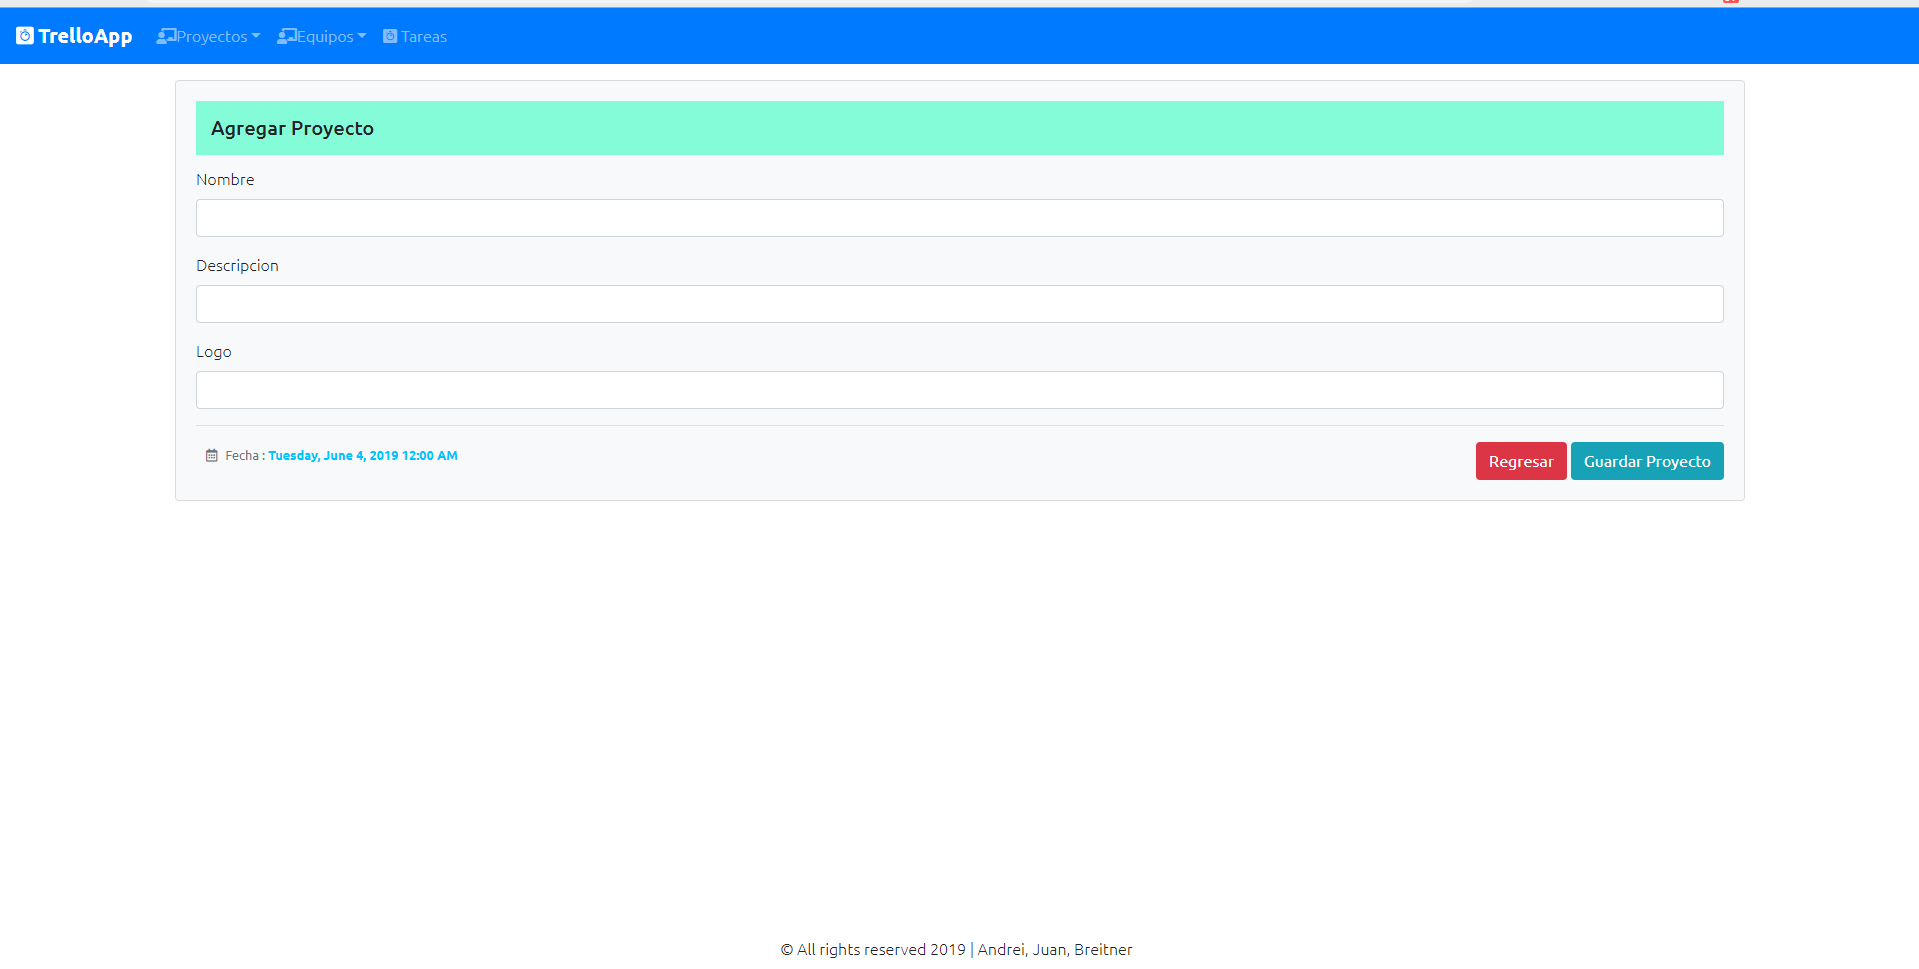 TrelloApp Proyectos Equipos Tareas
Agregar Proyecto
Nombre
Descripcion
Logo
Fecha : Tuesday, June 4, 2019 12:00 AM
Regresar Guardar Proyecto
© All rights reserved 2019 | Andrei, Juan, Breitner